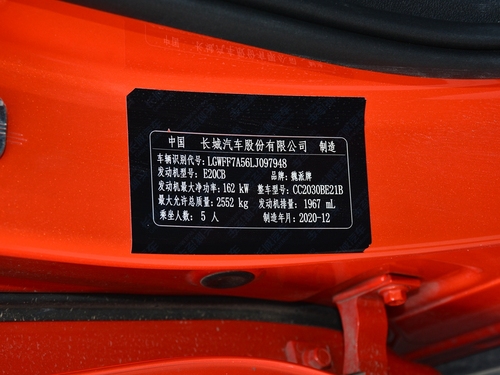 中国 长城汽车股份有限公司 制造
车辆识别代号: LGWFF7A56LJ097948
发动机型号: E20CB 品牌: 魏派牌
发动机最大净功率: 162 kW 整车型号: CC2030BE21B
最大允许总质量: 2552 kg 发动机排量: 1967 mL
乘坐人数: 5 人 制造年月: 2020-12